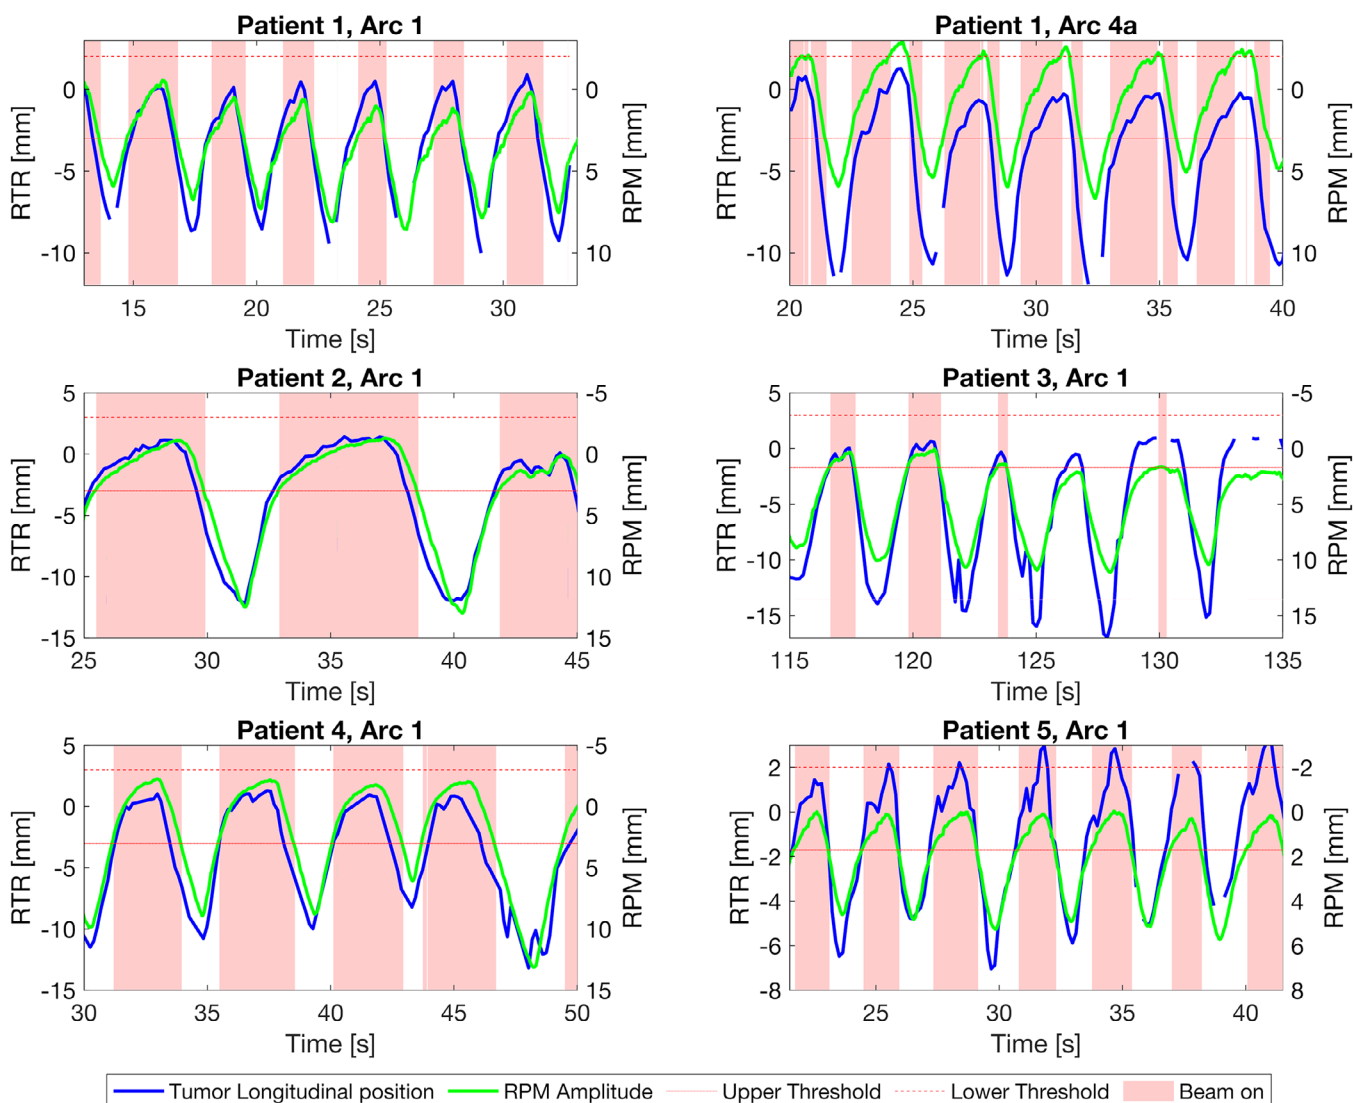 Patient 1, Arc 1
0
-5
-10
RTR [mm]
0
5
10
RPM [mm]
15 20 25 30
Time [s]
Patient 1, Arc 4a
0
-5
-10
RTR [mm]
0
5
10
RPM [mm]
20 25 30 35 40
Time [s]
Patient 2, Arc 1
5
0
-5
-10
-15
RTR [mm]
-5
0
5
10
15
RPM [mm]
25 30 35 40 45
Time [s]
Patient 3, Arc 1
5
0
-5
-10
-15
RTR [mm]
-5
0
5
10
15
RPM [mm]
115 120 125 130 135
Time [s]
Patient 4, Arc 1
5
0
-5
-10
-15
RTR [mm]
-5
0
5
10
15
RPM [mm]
30 35 40 45 50
Time [s]
Patient 5, Arc 1
2
0
-2
-4
-6
-8
RTR [mm]
-2
0
2
4
6
8
RPM [mm]
25 30 35 40
Time [s]
Tumor Longitudinal position RPM Amplitude Upper Threshold Lower Threshold Beam on